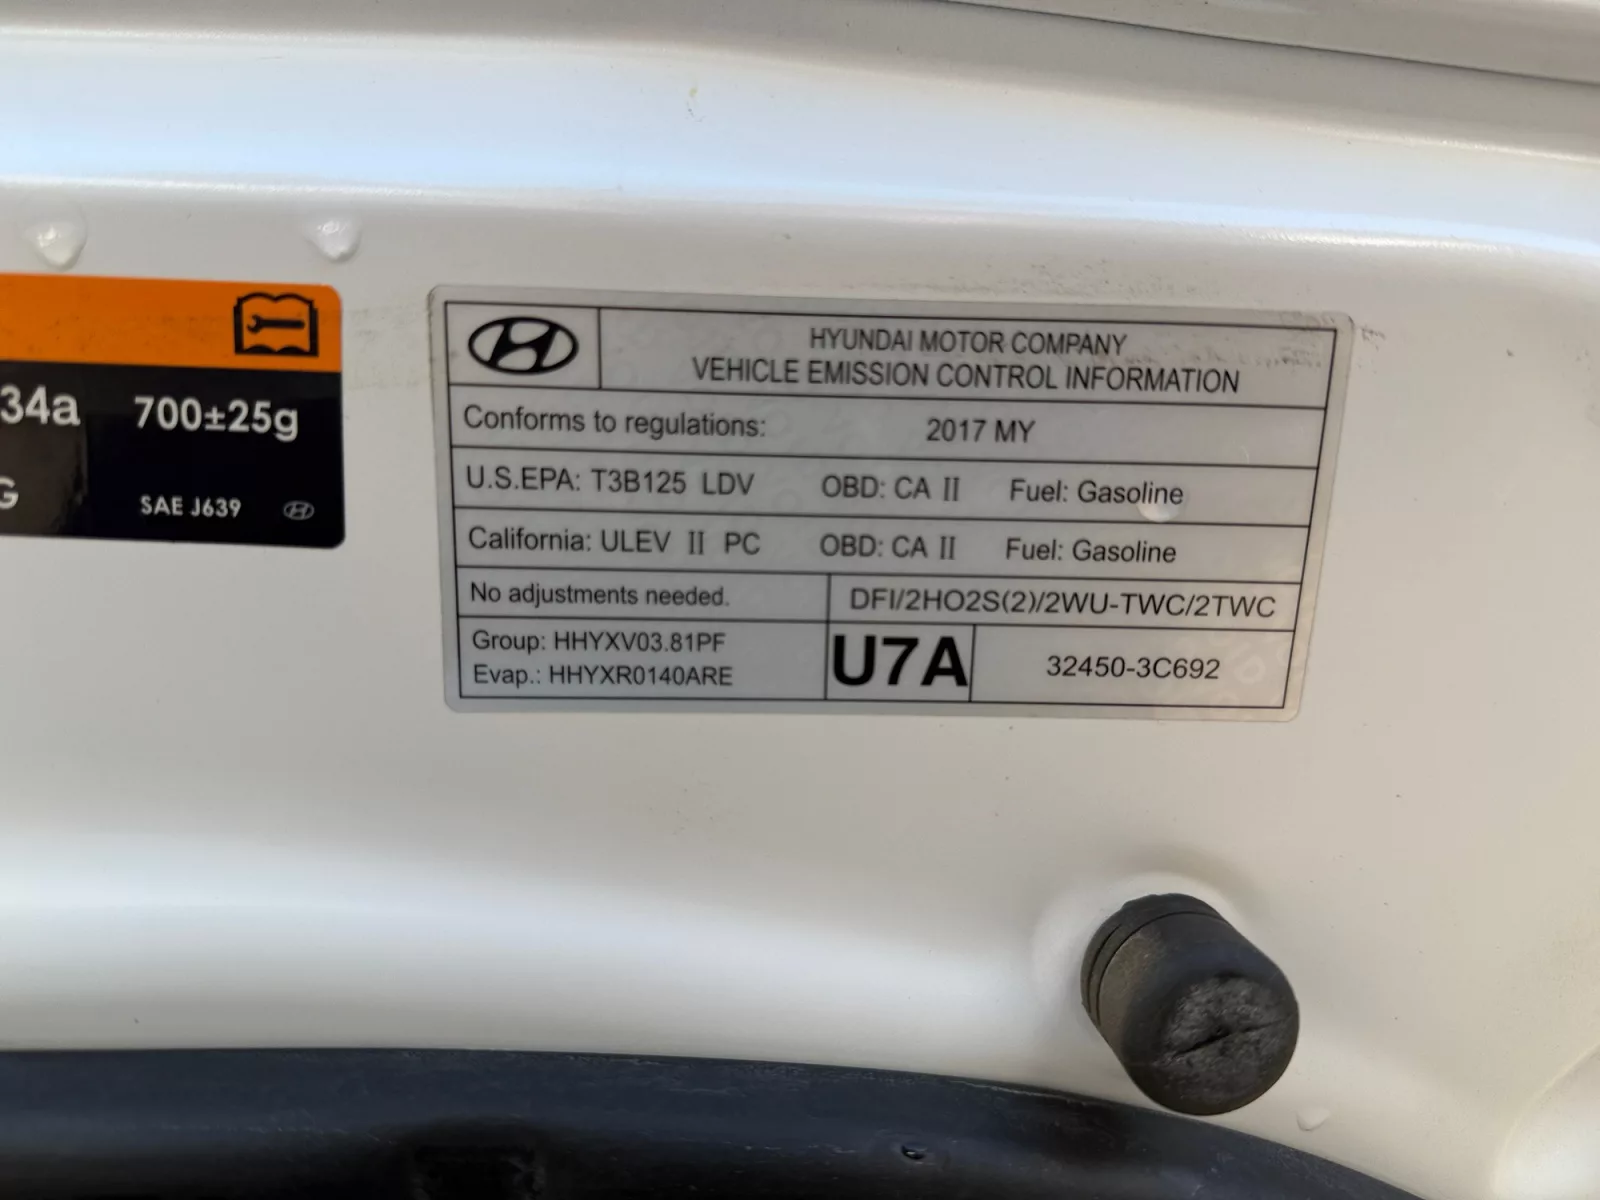 34a 700±25g
G
SAE J639
HYUNDAI MOTOR COMPANY
VEHICLE EMISSION CONTROL INFORMATION
Conforms to regulations: 2017 MY
U.S.EPA: T3B125 LDV OBD: CA II Fuel: Gasoline
California: ULEV II PC OBD: CA II Fuel: Gasoline
No adjustments needed. DFI/2HO2S(2)/2WU-TWC/2TWC
Group: HHYXV03.81PF
Evap.: HHYXR0140ARE
U7A
32450-3C692